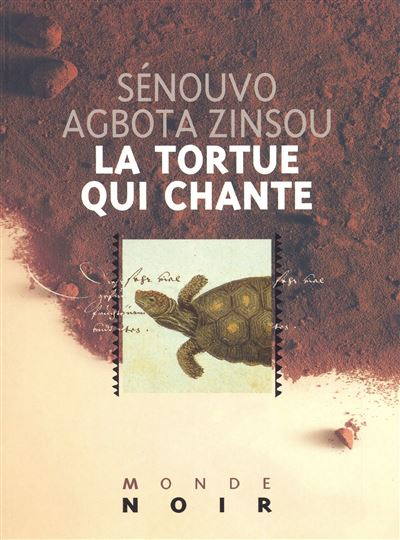 SÉNOUVO
AGBOTA ZINSOU
LA TORTUE
QUI CHANTE
MONDE
NOIR